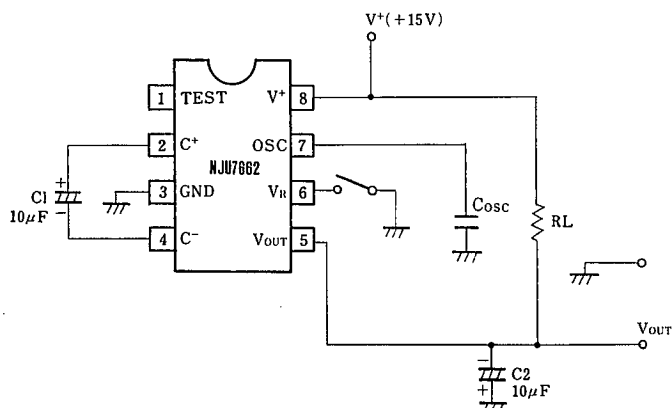 V⁺(+15V)
1 TEST V⁺ 8
2 C⁺ OSC 7
NJU7662
3 GND VR 6
4 C⁻ VOUT 5
+
C1
10μF
−
COSC
RL
VOUT
−
C2
+
10μF